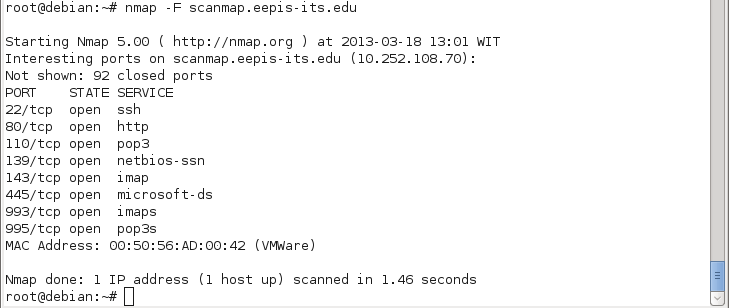 root@debian:~# nmap -F scanmap.eepis-its.edu

Starting Nmap 5.00 ( http://nmap.org ) at 2013-03-18 13:01 WIT
Interesting ports on scanmap.eepis-its.edu (10.252.108.70):
Not shown: 92 closed ports
PORT    STATE SERVICE
22/tcp  open  ssh
80/tcp  open  http
110/tcp open  pop3
139/tcp open  netbios-ssn
143/tcp open  imap
445/tcp open  microsoft-ds
993/tcp open  imaps
995/tcp open  pop3s
MAC Address: 00:50:56:AD:00:42 (VMWare)

Nmap done: 1 IP address (1 host up) scanned in 1.46 seconds
root@debian:~#